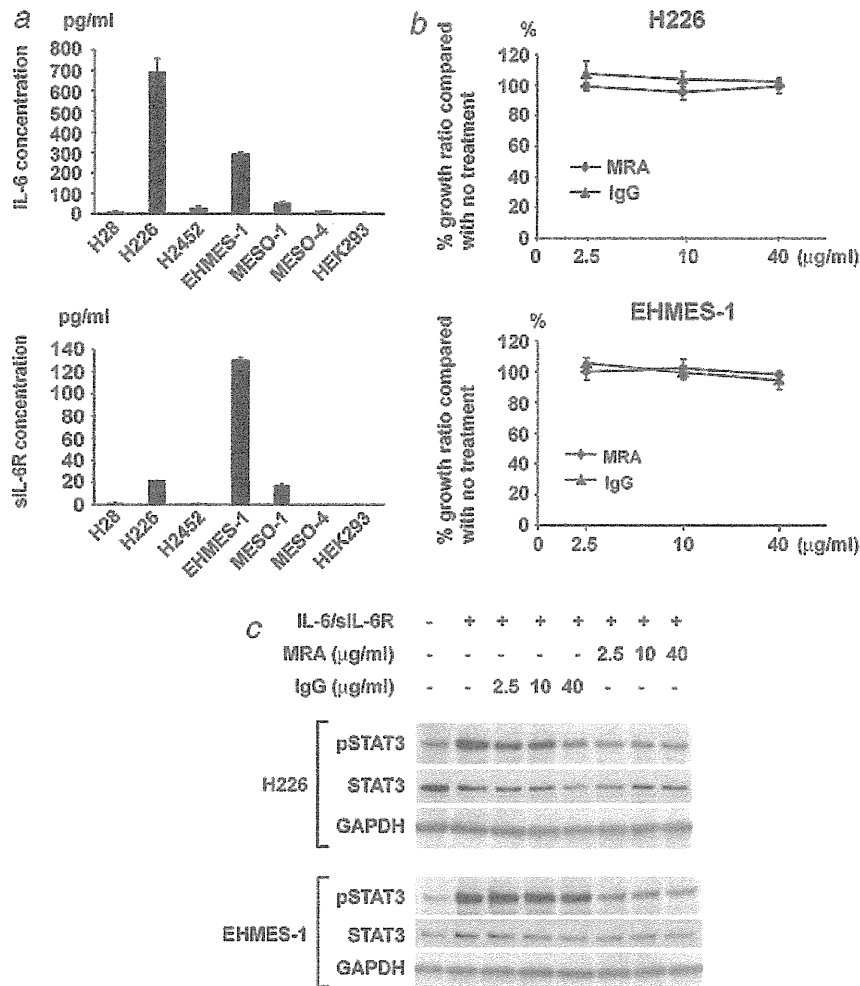 a
pg/ml
IL-6 concentration
800
700
600
500
400
300
200
100
0
H28
H226
H2452
EHMES-1
MESO-1
MESO-4
HEK293
pg/ml
sIL-6R concentration
140
120
100
80
60
40
20
0
H28
H226
H2452
EHMES-1
MESO-1
MESO-4
HEK293
b
H226
%
% growth ratio compared
with no treatment
120
100
80
60
40
20
0
MRA
IgG
0 2.5 10 40 (μg/ml)
EHMES-1
%
% growth ratio compared
with no treatment
120
100
80
60
40
20
0
MRA
IgG
0 2.5 10 40 (μg/ml)
c
IL-6/sIL-6R - + + + + + + +
MRA (μg/ml) - - - - - 2.5 10 40
IgG (μg/ml) - - 2.5 10 40 - - -
H226
pSTAT3
STAT3
GAPDH
EHMES-1
pSTAT3
STAT3
GAPDH